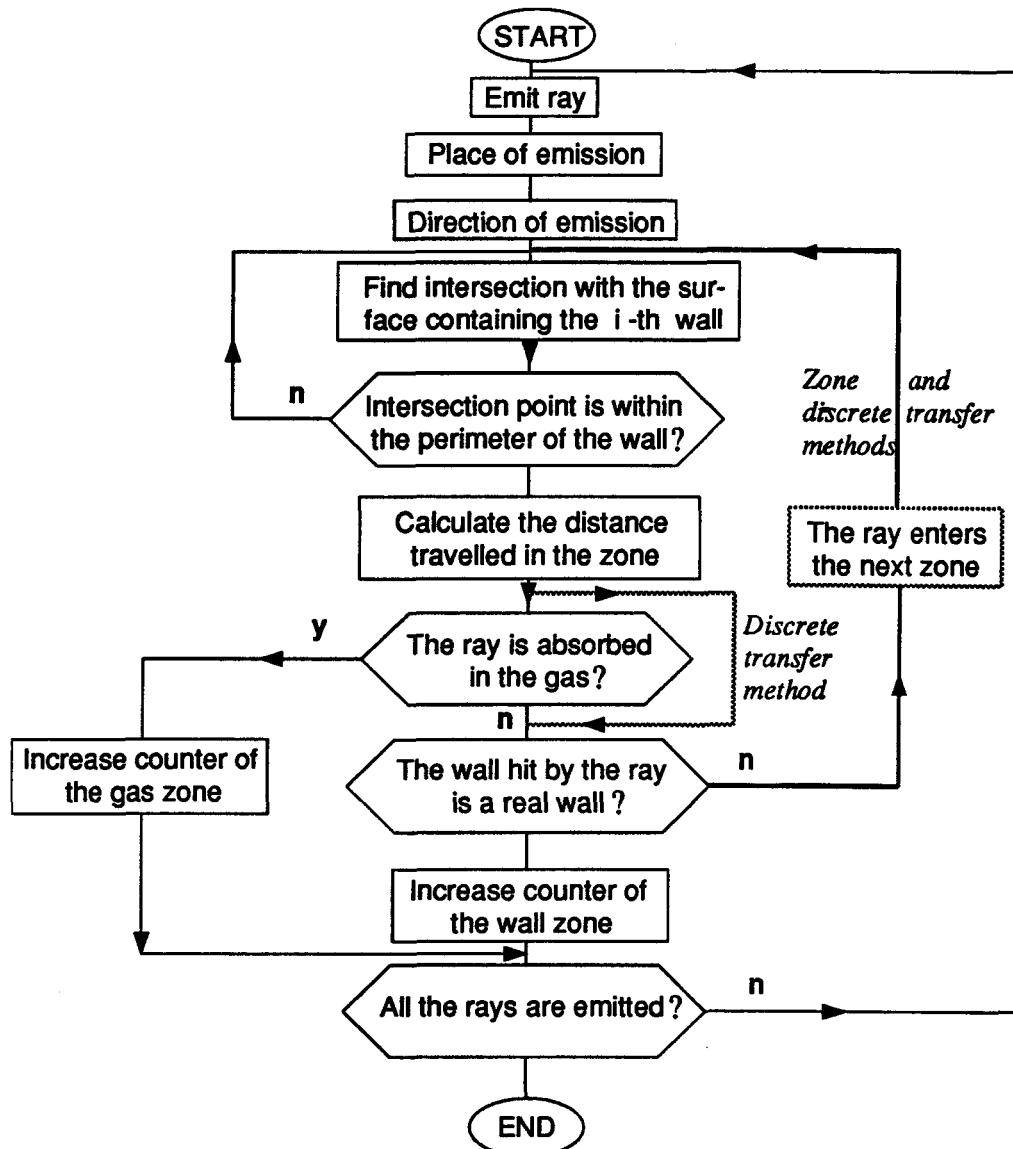 START
Emit ray
Place of emission
Direction of emission
Find intersection with the sur-
face containing the i -th wall
n
Intersection point is within
the perimeter of the wall?
Zone and
discrete transfer
methods
Calculate the distance
travelled in the zone
The ray enters
the next zone
y
The ray is absorbed
in the gas?
Discrete
transfer
method
n
Increase counter of
the gas zone
The wall hit by the ray
is a real wall?
n
Increase counter of
the wall zone
All the rays are emitted?
n
END